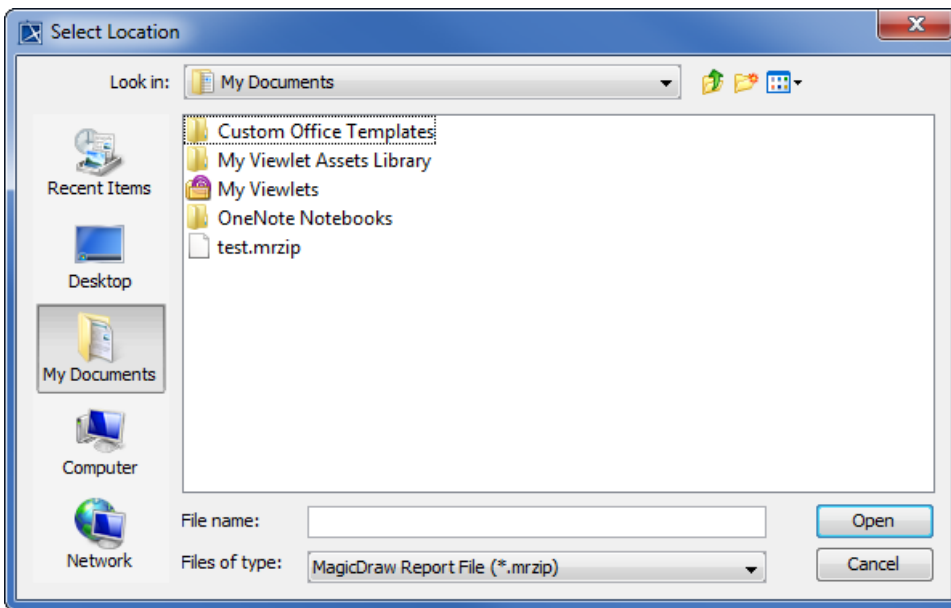 Select Location
Look in:
My Documents
Custom Office Templates
My Viewlet Assets Library
My Viewlets
OneNote Notebooks
test.mrzip
Recent Items
Desktop
My Documents
Computer
Network
File name:
Open
Files of type:
MagicDraw Report File (*.mrzip)
Cancel